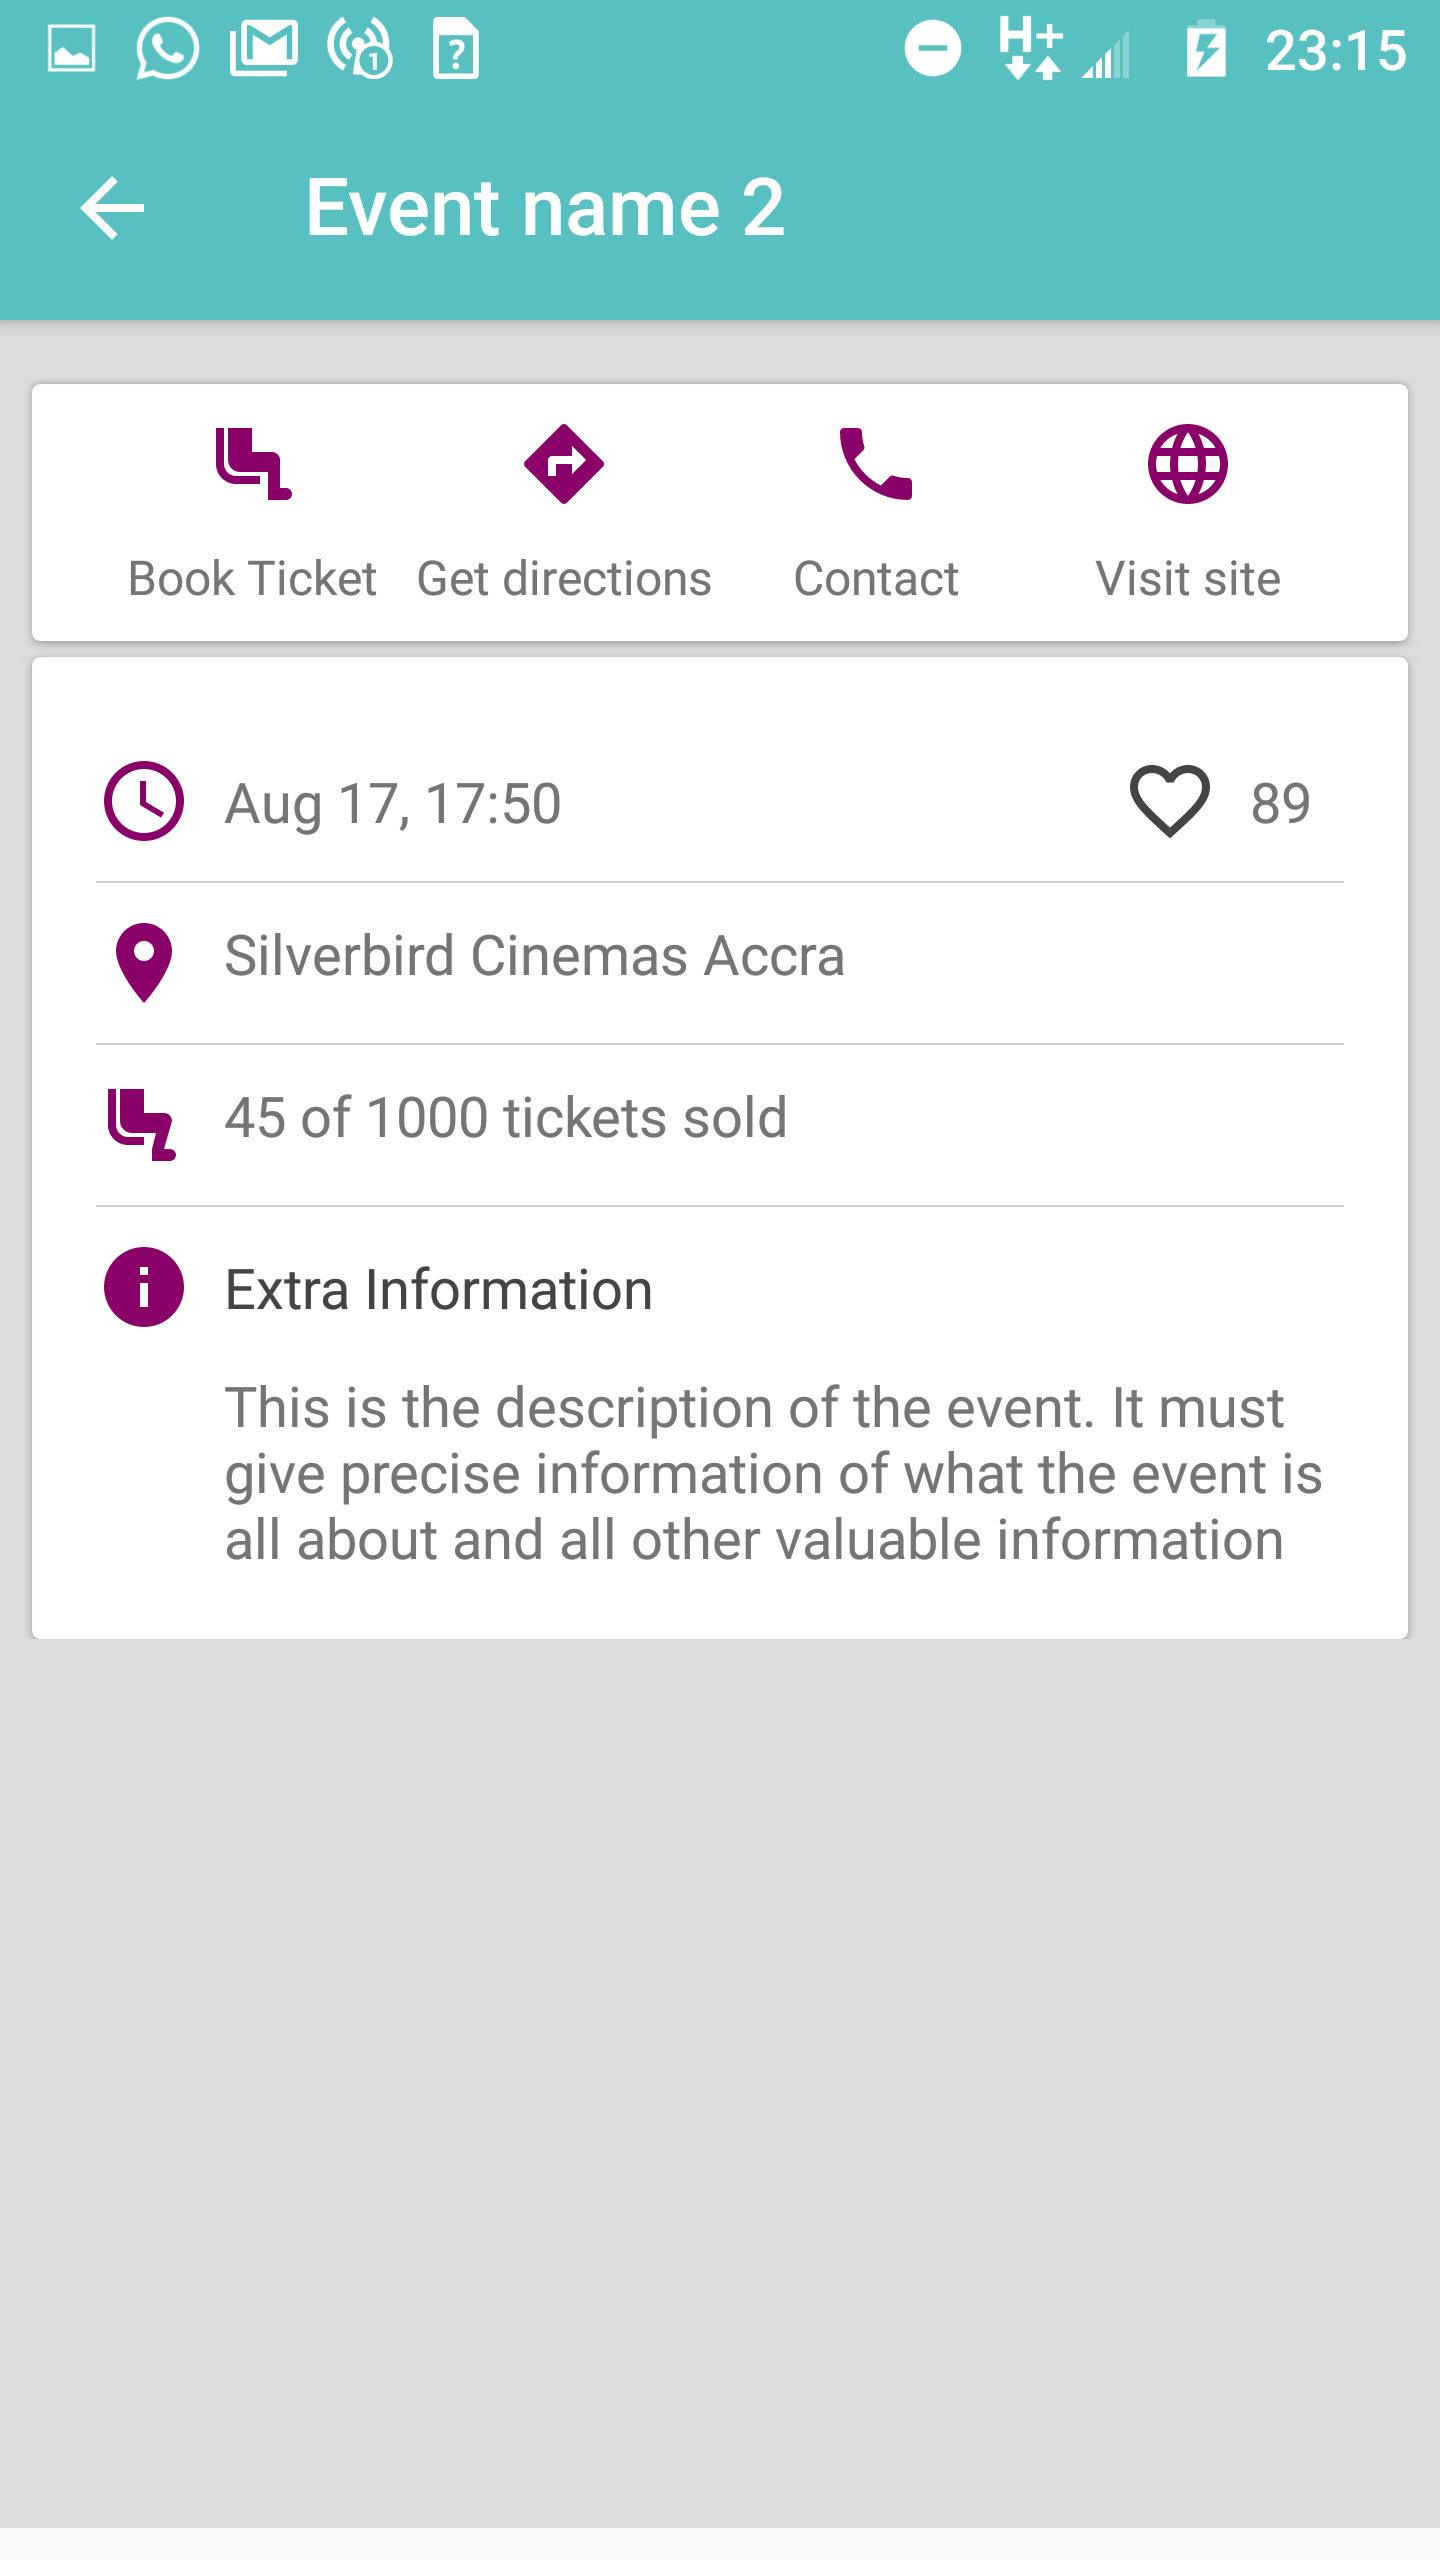 1 ? H+ 23:15
Event name 2
Book Ticket Get directions Contact Visit site
Aug 17, 17:50 89
Silverbird Cinemas Accra
45 of 1000 tickets sold
Extra Information
This is the description of the event. It must
give precise information of what the event is
all about and all other valuable information